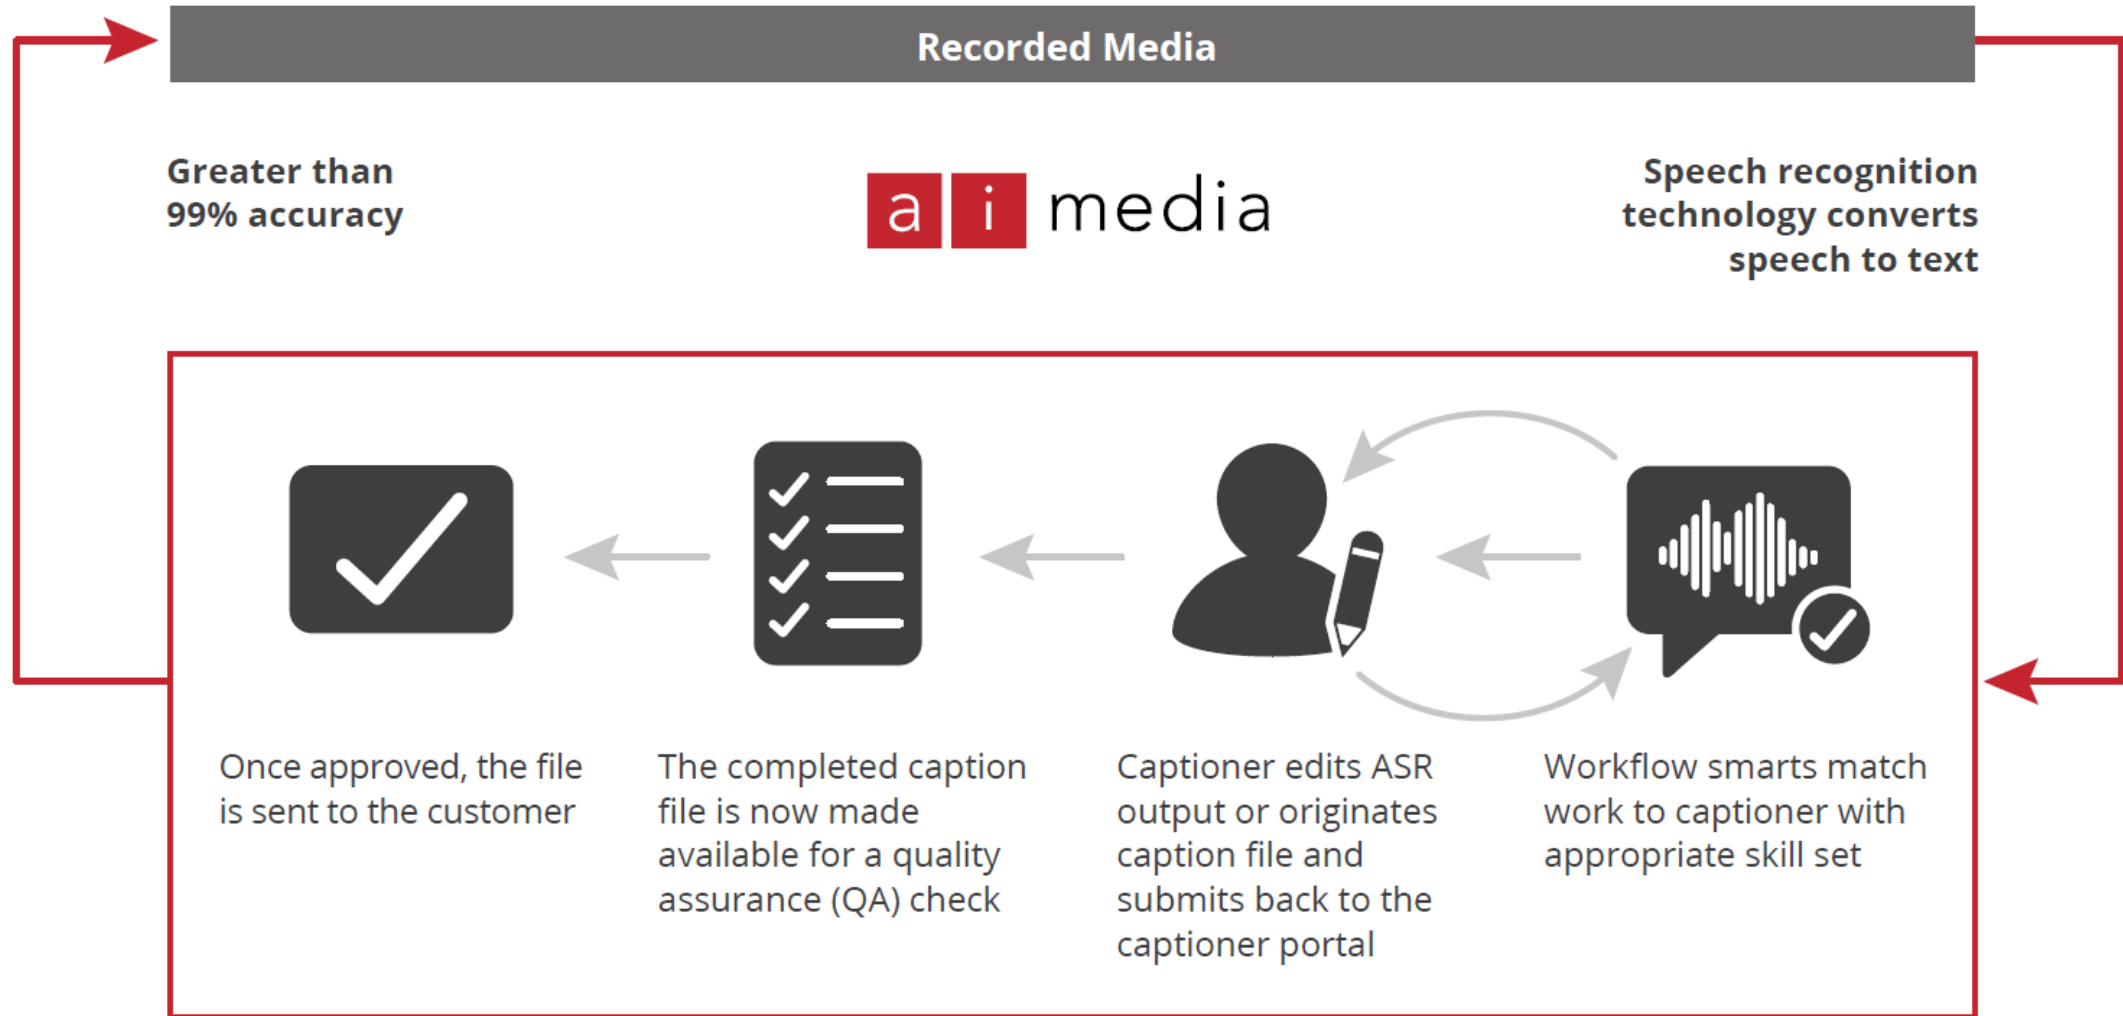 Recorded Media
Greater than
99% accuracy
ai media
Speech recognition
technology converts
speech to text
Once approved, the file
is sent to the customer
The completed caption
file is now made
available for a quality
assurance (QA) check
Captioner edits ASR
output or originates
caption file and
submits back to the
captioner portal
Workflow smarts match
work to captioner with
appropriate skill set